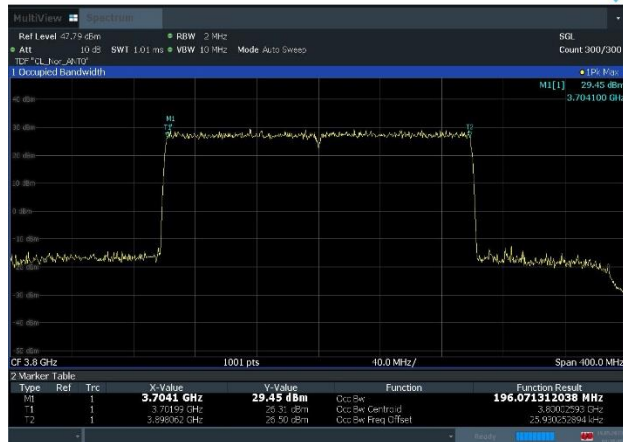 MultiView Spectrum
Ref Level 47.79 dBm RBW 2 MHz SGL
Att 10 dB SWT 1.01 ms VBW 10 MHz Mode Auto Sweep Count 300/300
TDF "CL_Nor_ANT0"
1 Occupied Bandwidth 1Pk Max
M1[1] 29.45 dBm
3.704100 GHz
40 dBm
M1
30 dBm
T1 T2
20 dBm
10 dBm
0 dBm
-10 dBm
-20 dBm
-30 dBm
-40 dBm
-50 dBm
CF 3.8 GHz 1001 pts 40.0 MHz/ Span 400.0 MHz
2 Marker Table
Type Ref Trc X-Value Y-Value Function Function Result
M1 1 3.7041 GHz 29.45 dBm Occ Bw 196.071312038 MHz
T1 1 3.70199 GHz 26.31 dBm Occ Bw Centroid 3.80002593 GHz
T2 1 3.898062 GHz 26.50 dBm Occ Bw Freq Offset 25.930252894 kHz
Ready